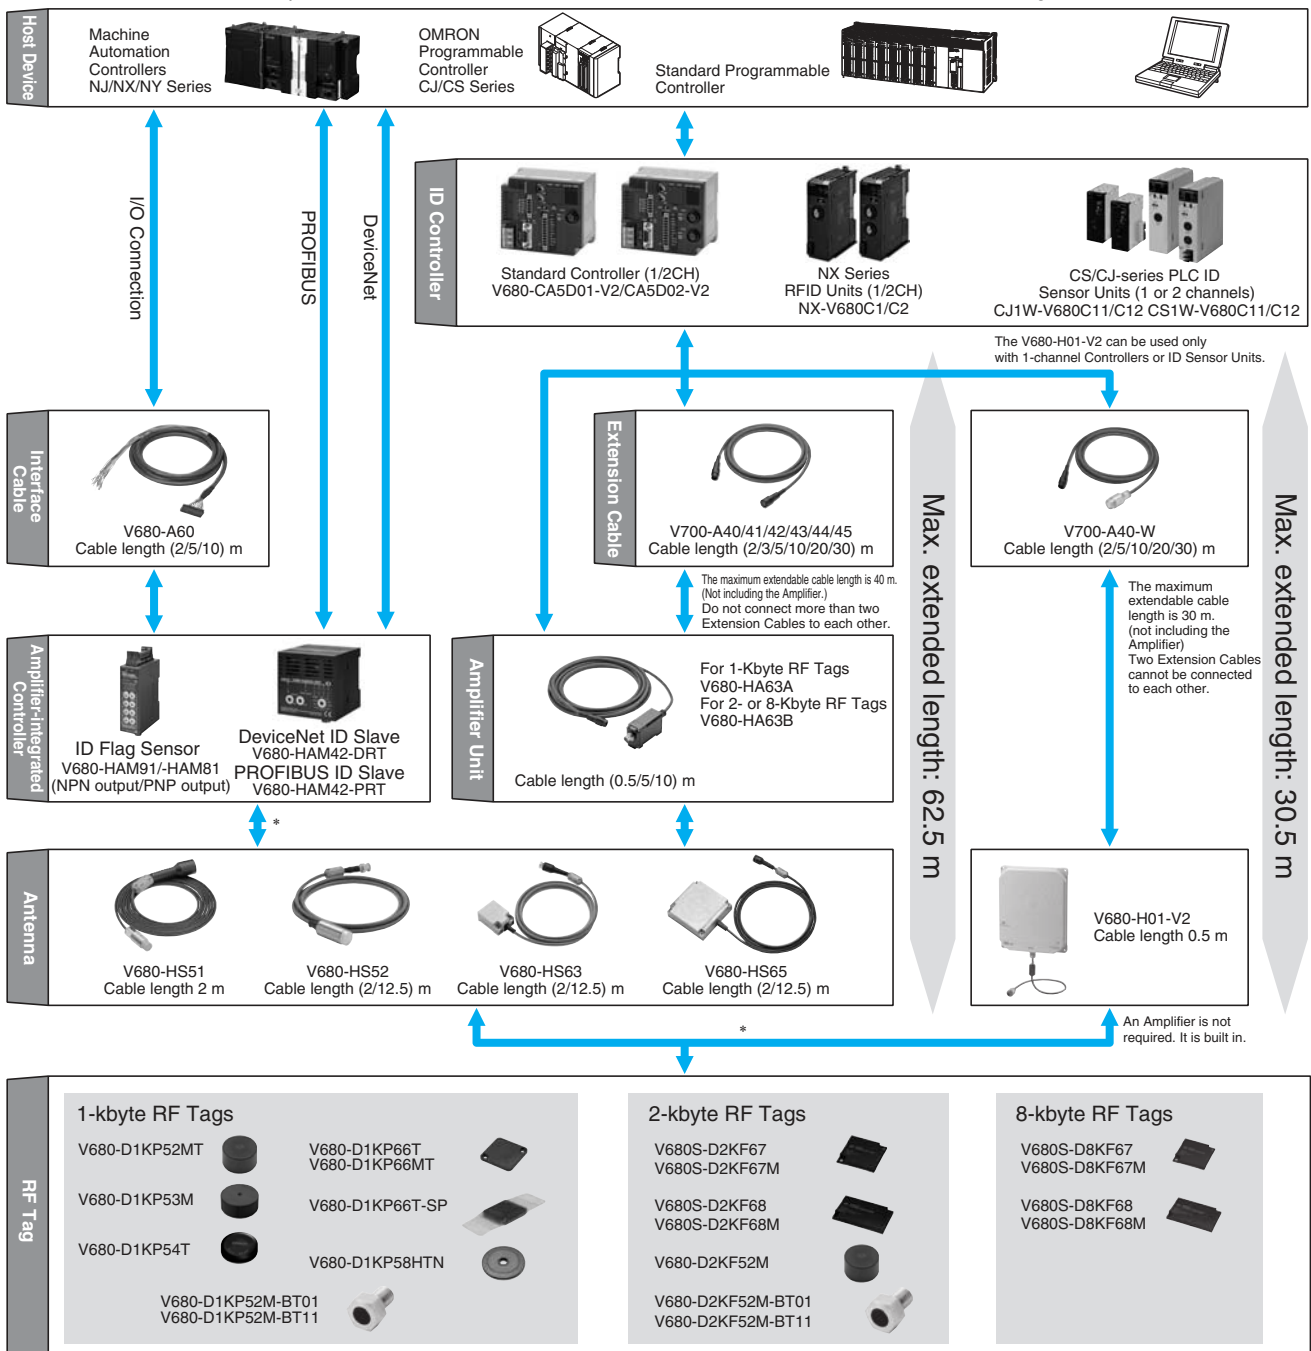 Host Device
Machine
Automation
Controllers
NJ/NX/NY Series
OMRON
Programmable
Controller
CJ/CS Series
Standard Programmable
Controller
I/O Connection
PROFIBUS
DeviceNet
ID Controller
Standard Controller (1/2CH)
V680-CA5D01-V2/CA5D02-V2
NX Series
RFID Units (1/2CH)
NX-V680C1/C2
CS/CJ-series PLC ID
Sensor Units (1 or 2 channels)
CJ1W-V680C11/C12 CS1W-V680C11/C12
The V680-H01-V2 can be used only
with 1-channel Controllers or ID Sensor Units.
Interface
Cable
V680-A60
Cable length (2/5/10) m
Extension Cable
V700-A40/41/42/43/44/45
Cable length (2/3/5/10/20/30) m
V700-A40-W
Cable length (2/5/10/20/30) m
Max. extended length: 62.5 m
Max. extended length: 30.5 m
The maximum extendable cable length is 40 m.
(Not including the Amplifier.)
Do not connect more than two
Extension Cables to each other.
The maximum
extendable cable
length is 30 m.
(not including the
Amplifier)
Two Extension Cables
cannot be connected
to each other.
Amplifier-integrated
Controller
ID Flag Sensor
V680-HAM91/-HAM81
(NPN output/PNP output)
DeviceNet ID Slave
V680-HAM42-DRT
PROFIBUS ID Slave
V680-HAM42-PRT
Amplifier Unit
For 1-Kbyte RF Tags
V680-HA63A
For 2- or 8-Kbyte RF Tags
V680-HA63B
Cable length (0.5/5/10) m
*
Antenna
V680-HS51
Cable length 2 m
V680-HS52
Cable length (2/12.5) m
V680-HS63
Cable length (2/12.5) m
V680-HS65
Cable length (2/12.5) m
V680-H01-V2
Cable length 0.5 m
*
An Amplifier is not
required. It is built in.
RF Tag
1-kbyte RF Tags
V680-D1KP52MT
V680-D1KP53M
V680-D1KP54T
V680-D1KP66T
V680-D1KP66MT
V680-D1KP66T-SP
V680-D1KP58HTN
V680-D1KP52M-BT01
V680-D1KP52M-BT11
2-kbyte RF Tags
V680S-D2KF67
V680S-D2KF67M
V680S-D2KF68
V680S-D2KF68M
V680-D2KF52M
V680-D2KF52M-BT01
V680-D2KF52M-BT11
8-kbyte RF Tags
V680S-D8KF67
V680S-D8KF67M
V680S-D8KF68
V680S-D8KF68M